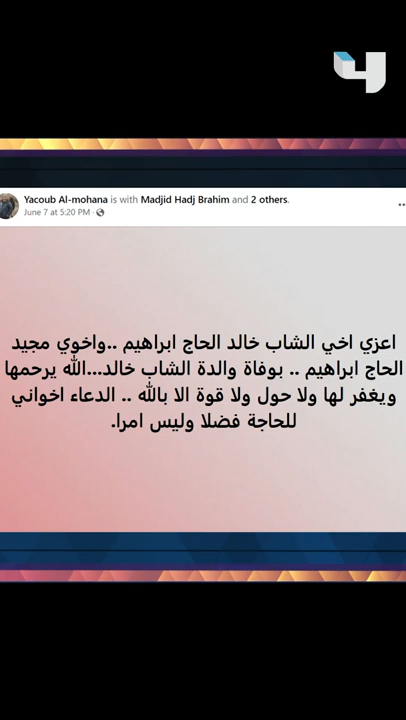 Yacoub Al-mohana is with Madjid Hadj Brahim and 2 others.
June 7 at 5:20 PM
اعزي اخي الشاب خالد الحاج ابراهيم ..واخوي مجيد
الحاج ابراهيم .. بوفاة والدة الشاب خالد...الله يرحمها
ويغفر لها ولا حول ولا قوة الا بالله .. الدعاء اخواني
للحاجة فضلا وليس امرا.